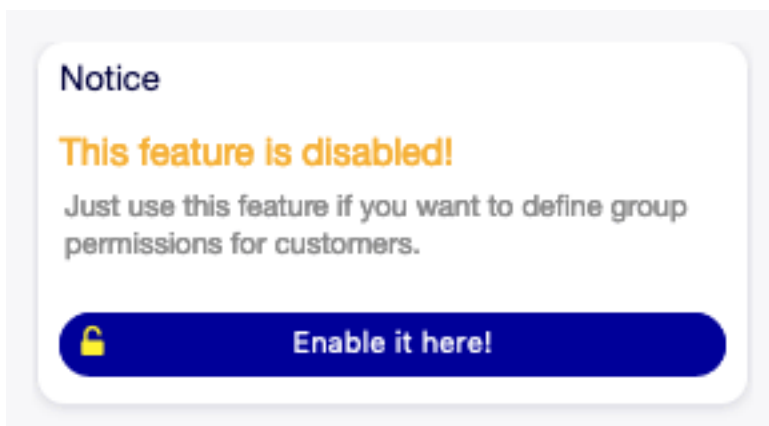 Notice
This feature is disabled!
Just use this feature if you want to define group
permissions for customers.
Enable it here!